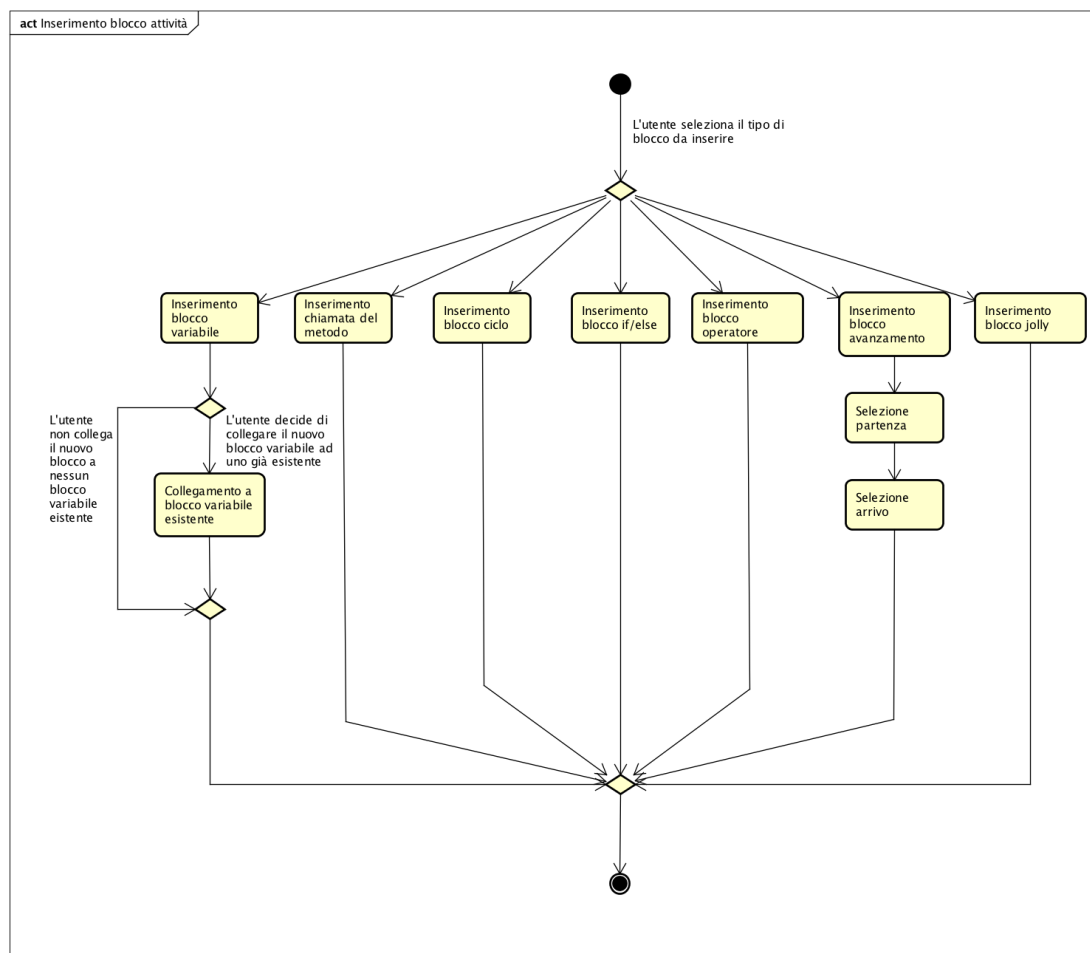 act Inserimento blocco attività
L'utente seleziona il tipo di
blocco da inserire
Inserimento
blocco
variabile
Inserimento
chiamata del
metodo
Inserimento
blocco ciclo
Inserimento
blocco if/else
Inserimento
blocco
operatore
Inserimento
blocco
avanzamento
Inserimento
blocco jolly
L'utente
non collega
il nuovo
blocco a
nessun
blocco
variabile
eistente
L'utente decide di
collegare il nuovo
blocco variabile ad
uno già esistente
Selezione
partenza
Collegamento a
blocco variabile
esistente
Selezione
arrivo